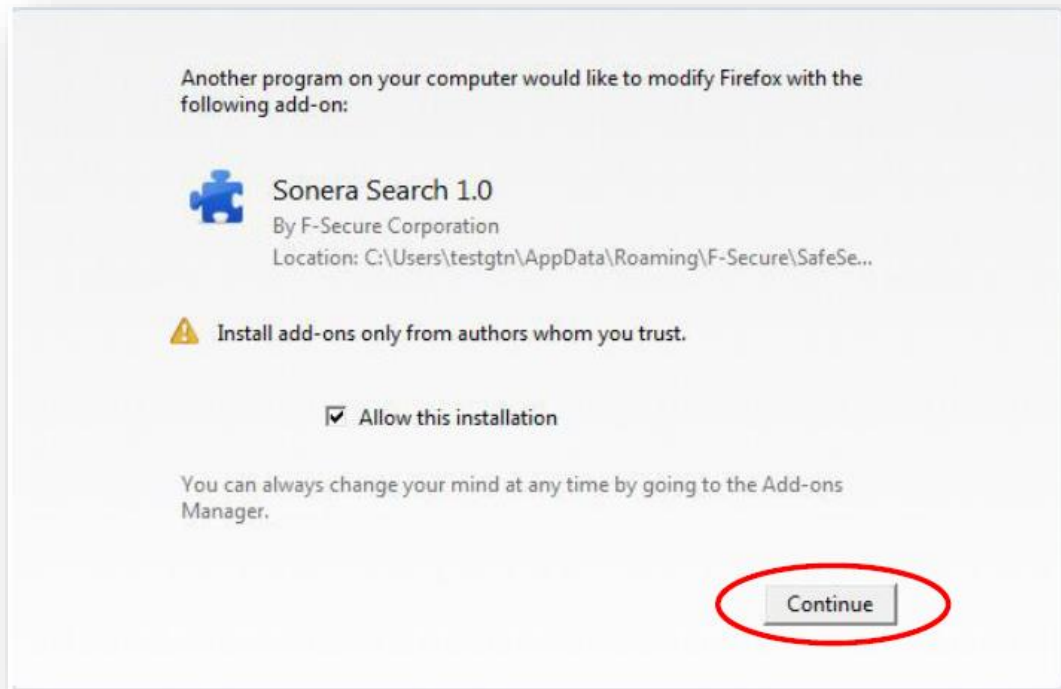 Another program on your computer would like to modify Firefox with the
following add-on:
Sonera Search 1.0
By F-Secure Corporation
Location: C:\Users\testgtn\AppData\Roaming\F-Secure\SafeSe...
Install add-ons only from authors whom you trust.
Allow this installation
You can always change your mind at any time by going to the Add-ons
Manager.
Continue